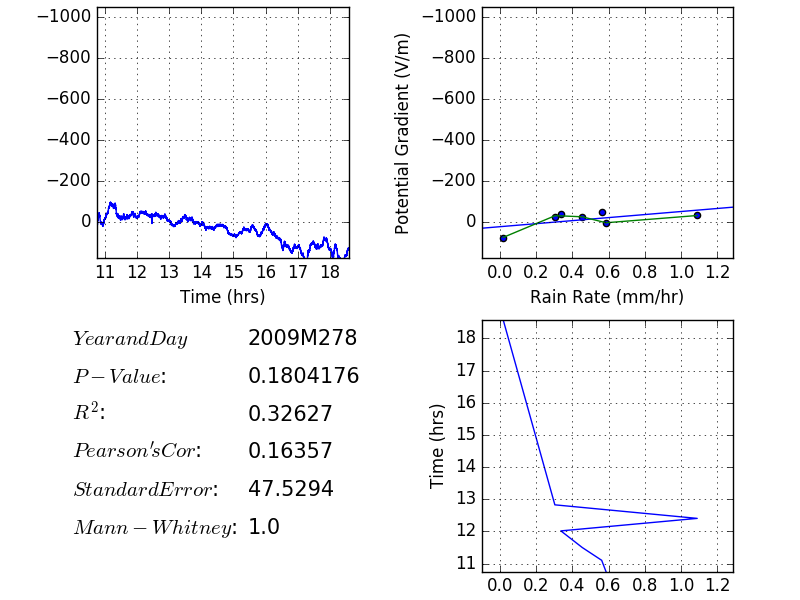 −1000
−800
−600
−400
−200
0
11 12 13 14 15 16 17 18
Time (hrs)
Potential Gradient (V/m)
−1000
−800
−600
−400
−200
0
0.0 0.2 0.4 0.6 0.8 1.0 1.2
Rain Rate (mm/hr)
YearandDay 2009M278
P−Value: 0.1804176
R²: 0.32627
Pearson'sCor: 0.16357
StandardError: 47.5294
Mann−Whitney: 1.0
Time (hrs)
18
17
16
15
14
13
12
11
0.0 0.2 0.4 0.6 0.8 1.0 1.2